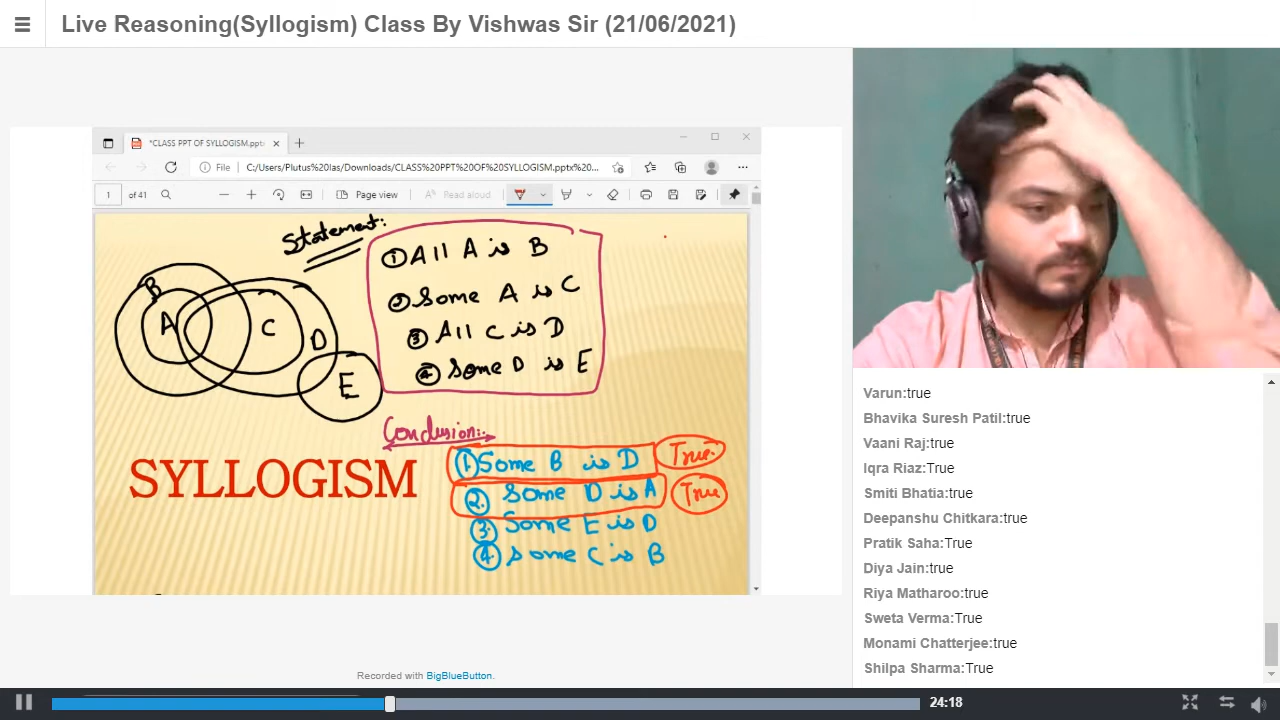 Live Reasoning(Syllogism) Class By Vishwas Sir (21/06/2021)
*CLASS PPT OF SYLLOGISM.pptx
File
C:/Users/Plutus%20Ias/Downloads/CLASS%20PPT%20OF%20SYLLOGISM.pptx%20...
1 of 41
Page view
Read aloud
Statement:
① All A is B
② Some A is C
③ All C is D
④ Some D is E
B
A
C
D
E
Conclusion:-
SYLLOGISM
①Some B is D True
②. Some D is A True
③. Some E is D
④. Some C is B
Varun:true
Bhavika Suresh Patil:true
Vaani Raj:true
Iqra Riaz:True
Smiti Bhatia:true
Deepanshu Chitkara:true
Pratik Saha:True
Diya Jain:true
Riya Matharoo:true
Sweta Verma:True
Monami Chatterjee:true
Shilpa Sharma:True
Recorded with BigBlueButton.
24:18